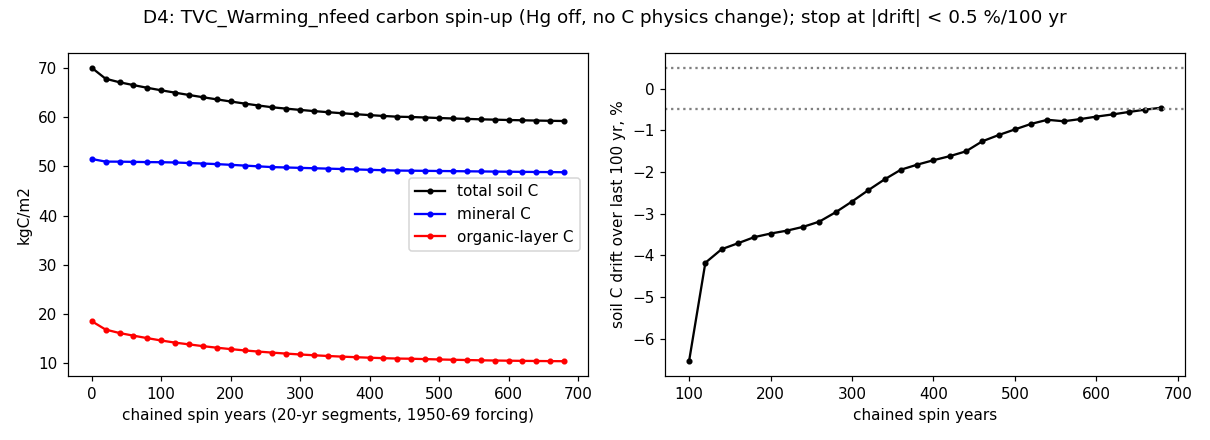 D4: TVC_Warming_nfeed carbon spin-up (Hg off, no C physics change); stop at |drift| < 0.5 %/100 yr
70
60
50
40
30
20
10
kgC/m2
total soil C
mineral C
organic-layer C
0 100 200 300 400 500 600 700
chained spin years (20-yr segments, 1950-69 forcing)
0
−1
−2
−3
−4
−5
−6
soil C drift over last 100 yr, %
100 200 300 400 500 600 700
chained spin years